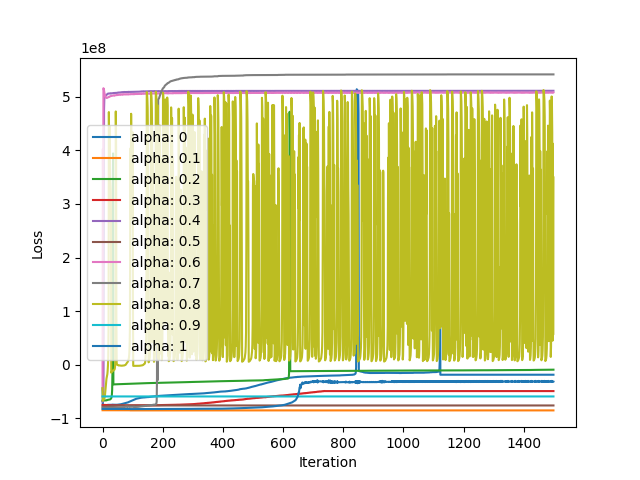 1e8
5
4
3
2
1
0
−1
Loss
alpha: 0
alpha: 0.1
alpha: 0.2
alpha: 0.3
alpha: 0.4
alpha: 0.5
alpha: 0.6
alpha: 0.7
alpha: 0.8
alpha: 0.9
alpha: 1
0 200 400 600 800 1000 1200 1400
Iteration